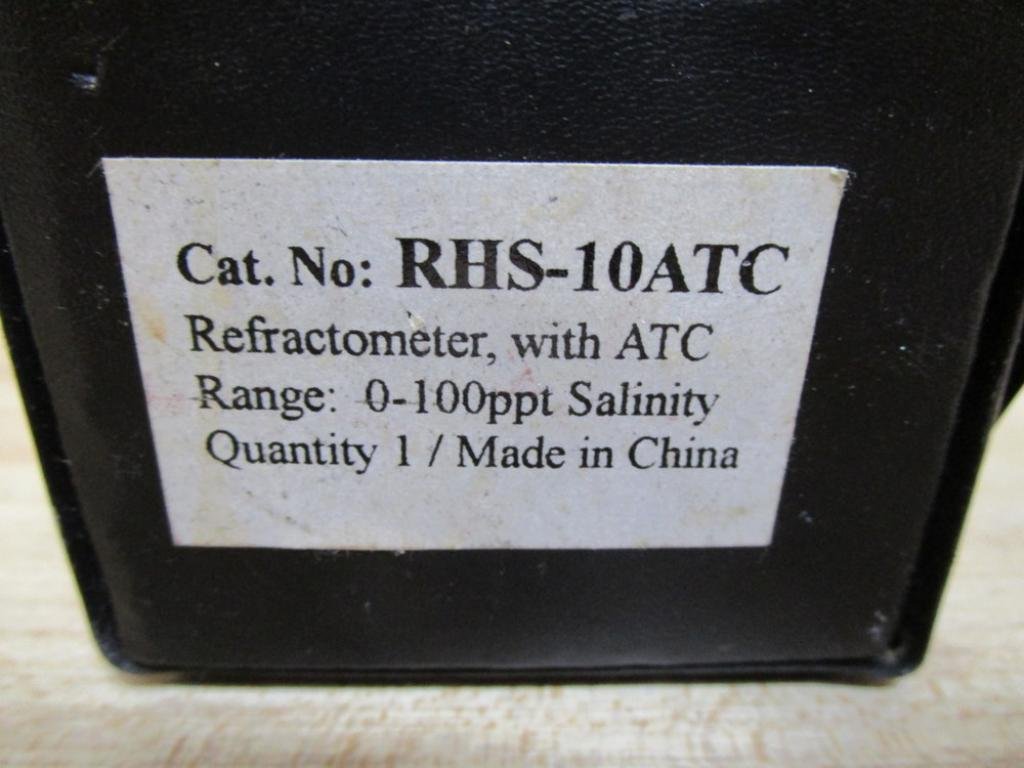 Cat. No: RHS-10ATC
Refractometer, with ATC
Range: 0-100ppt Salinity
Quantity 1 / Made in China